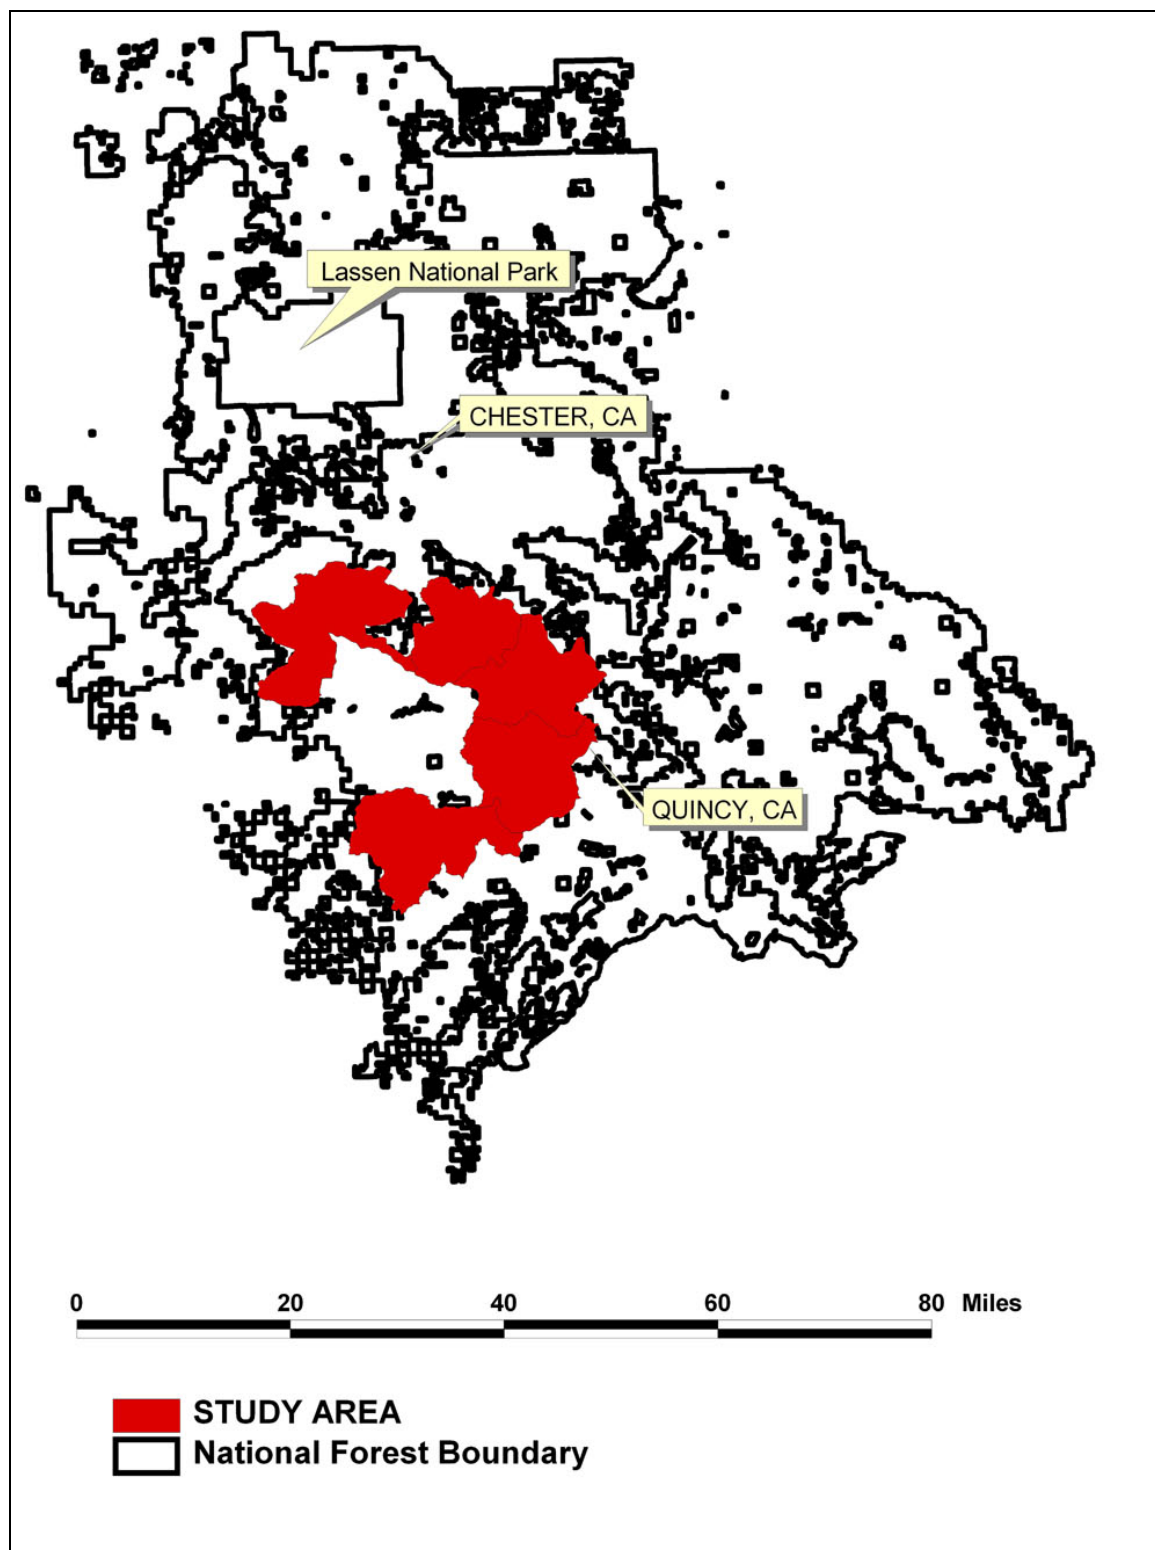 Lassen National Park
CHESTER, CA
QUINCY, CA
0 20 40 60 80 Miles
STUDY AREA
National Forest Boundary